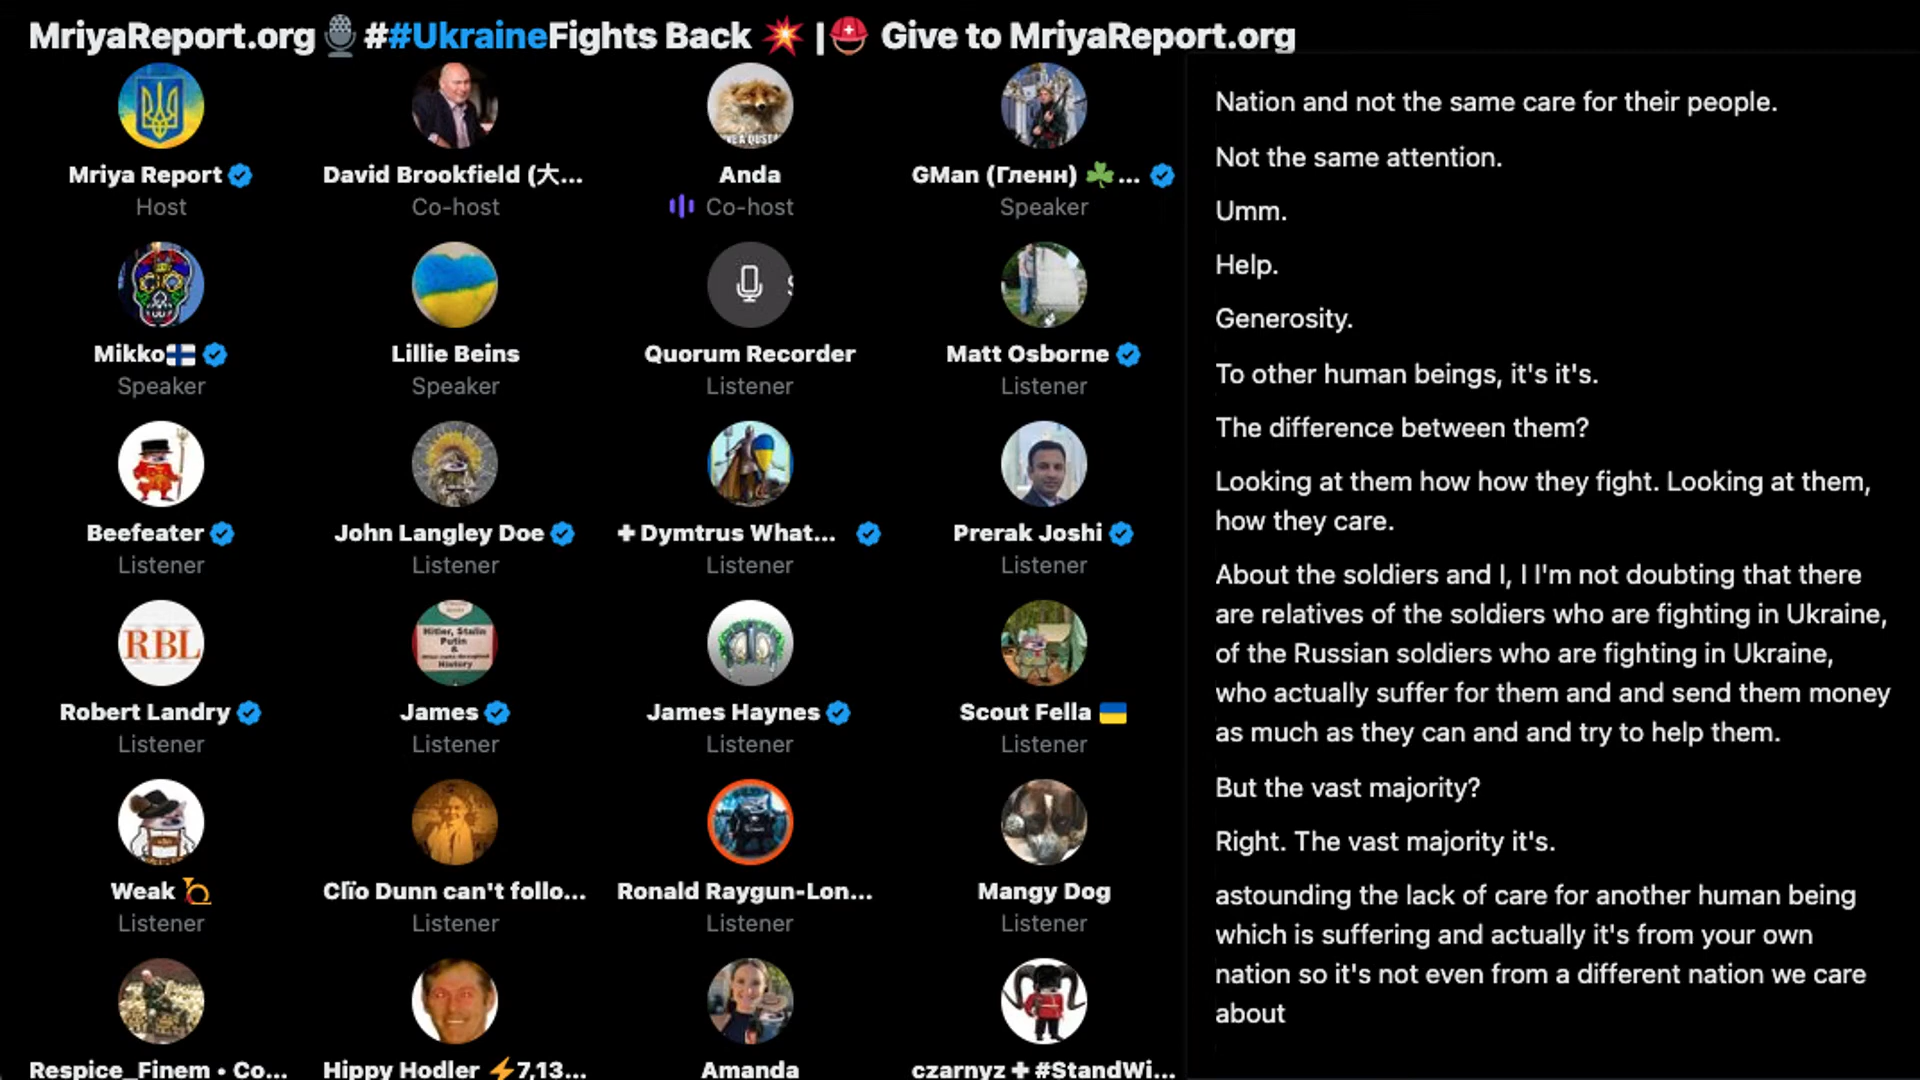 MriyaReport.org🎙️##UkraineFights Back 💥 |⛑️ Give to MriyaReport.org
Mriya Report
Host
David Brookfield (大...
Co-host
Anda
Co-host
GMan (Гленн) ☘️...
Speaker
Mikko🇫🇮
Speaker
Lillie Beins
Speaker
Quorum Recorder
Listener
Matt Osborne
Listener
Beefeater
Listener
John Langley Doe
Listener
✚ Dymtrus What...
Listener
Prerak Joshi
Listener
RBL
Robert Landry
Listener
Hitler, Stalin
Putin
&
History
James
Listener
James Haynes
Listener
Scout Fella 🇺🇦
Listener
Weak 📯
Listener
Clïo Dunn can't follo...
Listener
Ronald Raygun-Lon...
Listener
Mangy Dog
Listener
Respice_Finem • Co...
Hippy Hodler ⚡7,13...
Amanda
czarnyz ✚ #StandWi...
Nation and not the same care for their people.
Not the same attention.
Umm.
Help.
Generosity.
To other human beings, it's it's.
The difference between them?
Looking at them how how they fight. Looking at them,
how they care.
About the soldiers and I, I I'm not doubting that there
are relatives of the soldiers who are fighting in Ukraine,
of the Russian soldiers who are fighting in Ukraine,
who actually suffer for them and and send them money
as much as they can and and try to help them.
But the vast majority?
Right. The vast majority it's.
astounding the lack of care for another human being
which is suffering and actually it's from your own
nation so it's not even from a different nation we care
about